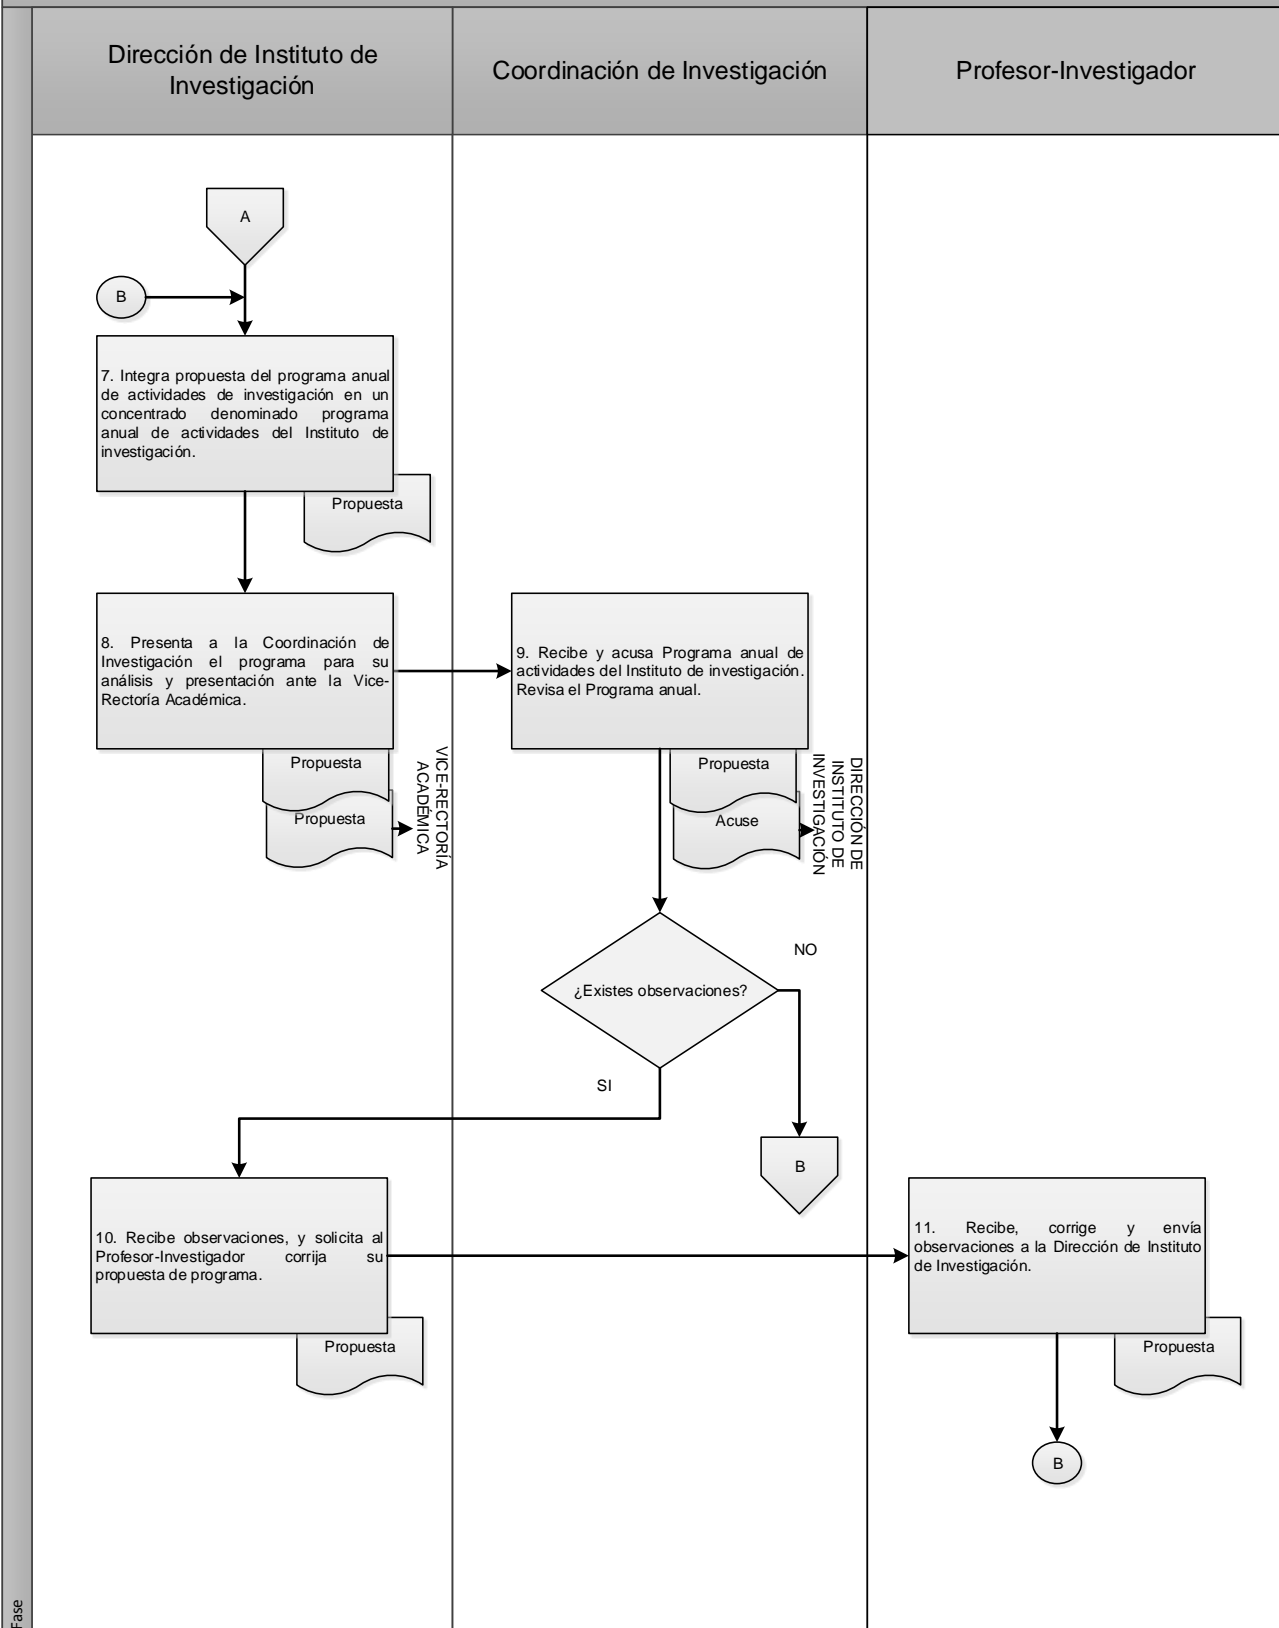 Dirección de Instituto de
Investigación
Coordinación de Investigación
Profesor-Investigador
A
B
7. Integra propuesta del programa anual
de actividades de investigación en un
concentrado denominado programa
anual de actividades del Instituto de
investigación.
Propuesta
8. Presenta a la Coordinación de
Investigación el programa para su
análisis y presentación ante la Vice-
Rectoría Académica.
Propuesta
Propuesta
VICE-RECTORÍA
ACADÉMICA
9. Recibe y acusa Programa anual de
actividades del Instituto de investigación.
Revisa el Programa anual.
Propuesta
Acuse
DIRECCIÓN DE
INSTITUTO DE
INVESTIGACIÓN
¿Existes observaciones?
NO
SI
B
10. Recibe observaciones, y solicita al
Profesor-Investigador corrija su
propuesta de programa.
Propuesta
11. Recibe, corrige y envía
observaciones a la Dirección de Instituto
de Investigación.
Propuesta
B
Fase